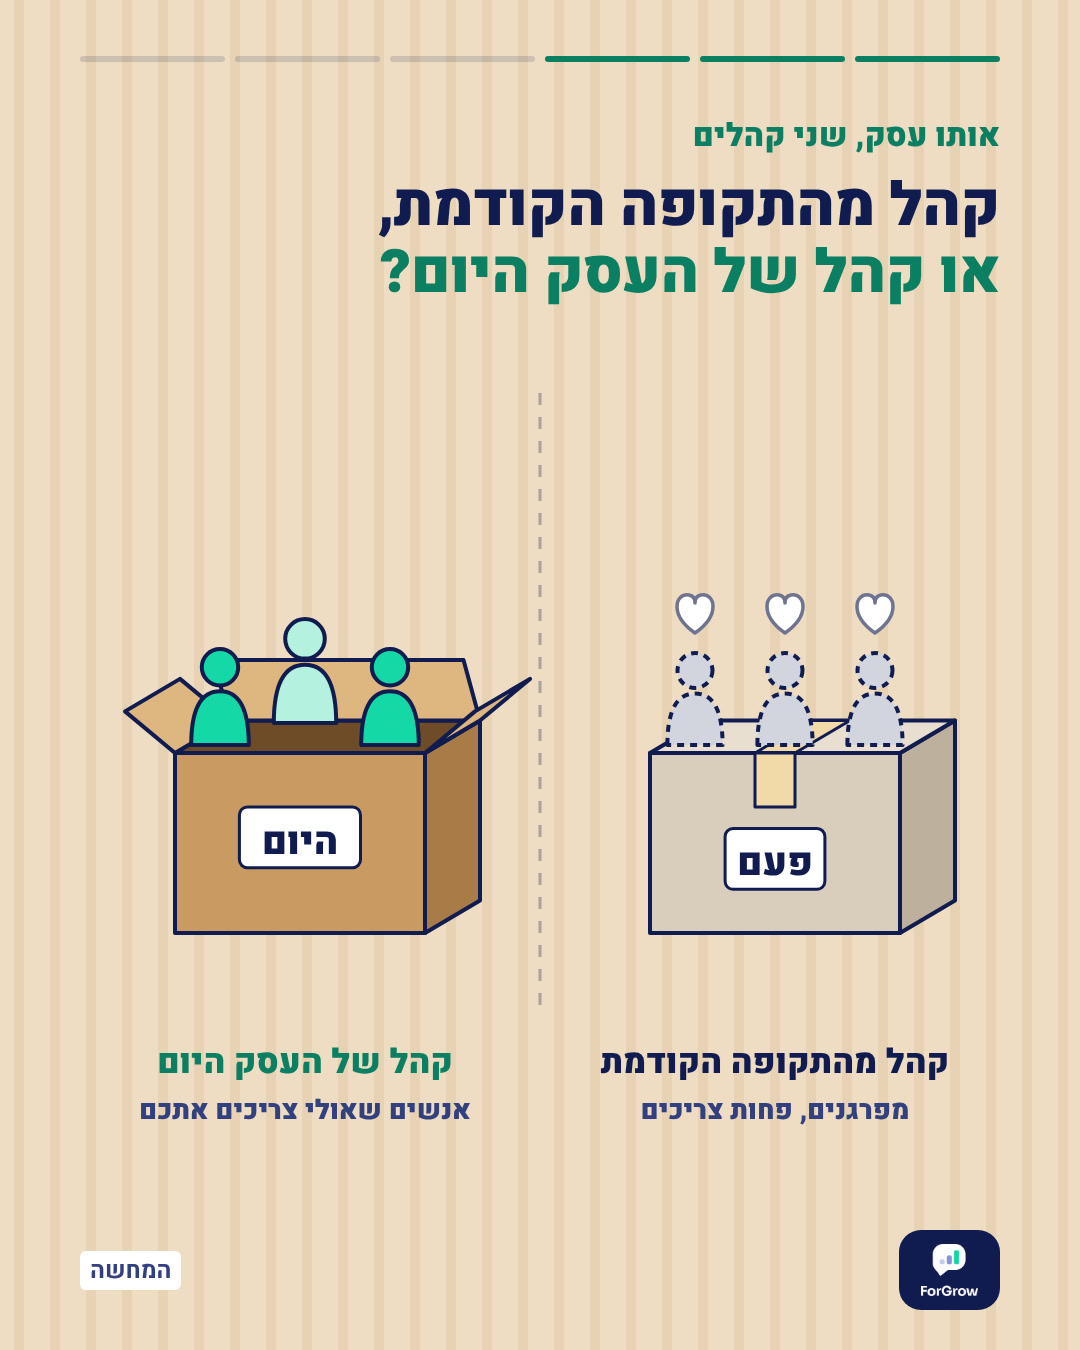 אותו עסק, שני קהלים
קהל מהתקופה הקודמת,
או קהל של העסק היום?
פעם
היום
קהל מהתקופה הקודמת
מפרגנים, פחות צריכים
קהל של העסק היום
אנשים שאולי צריכים אתכם
ForGrow
המחשה